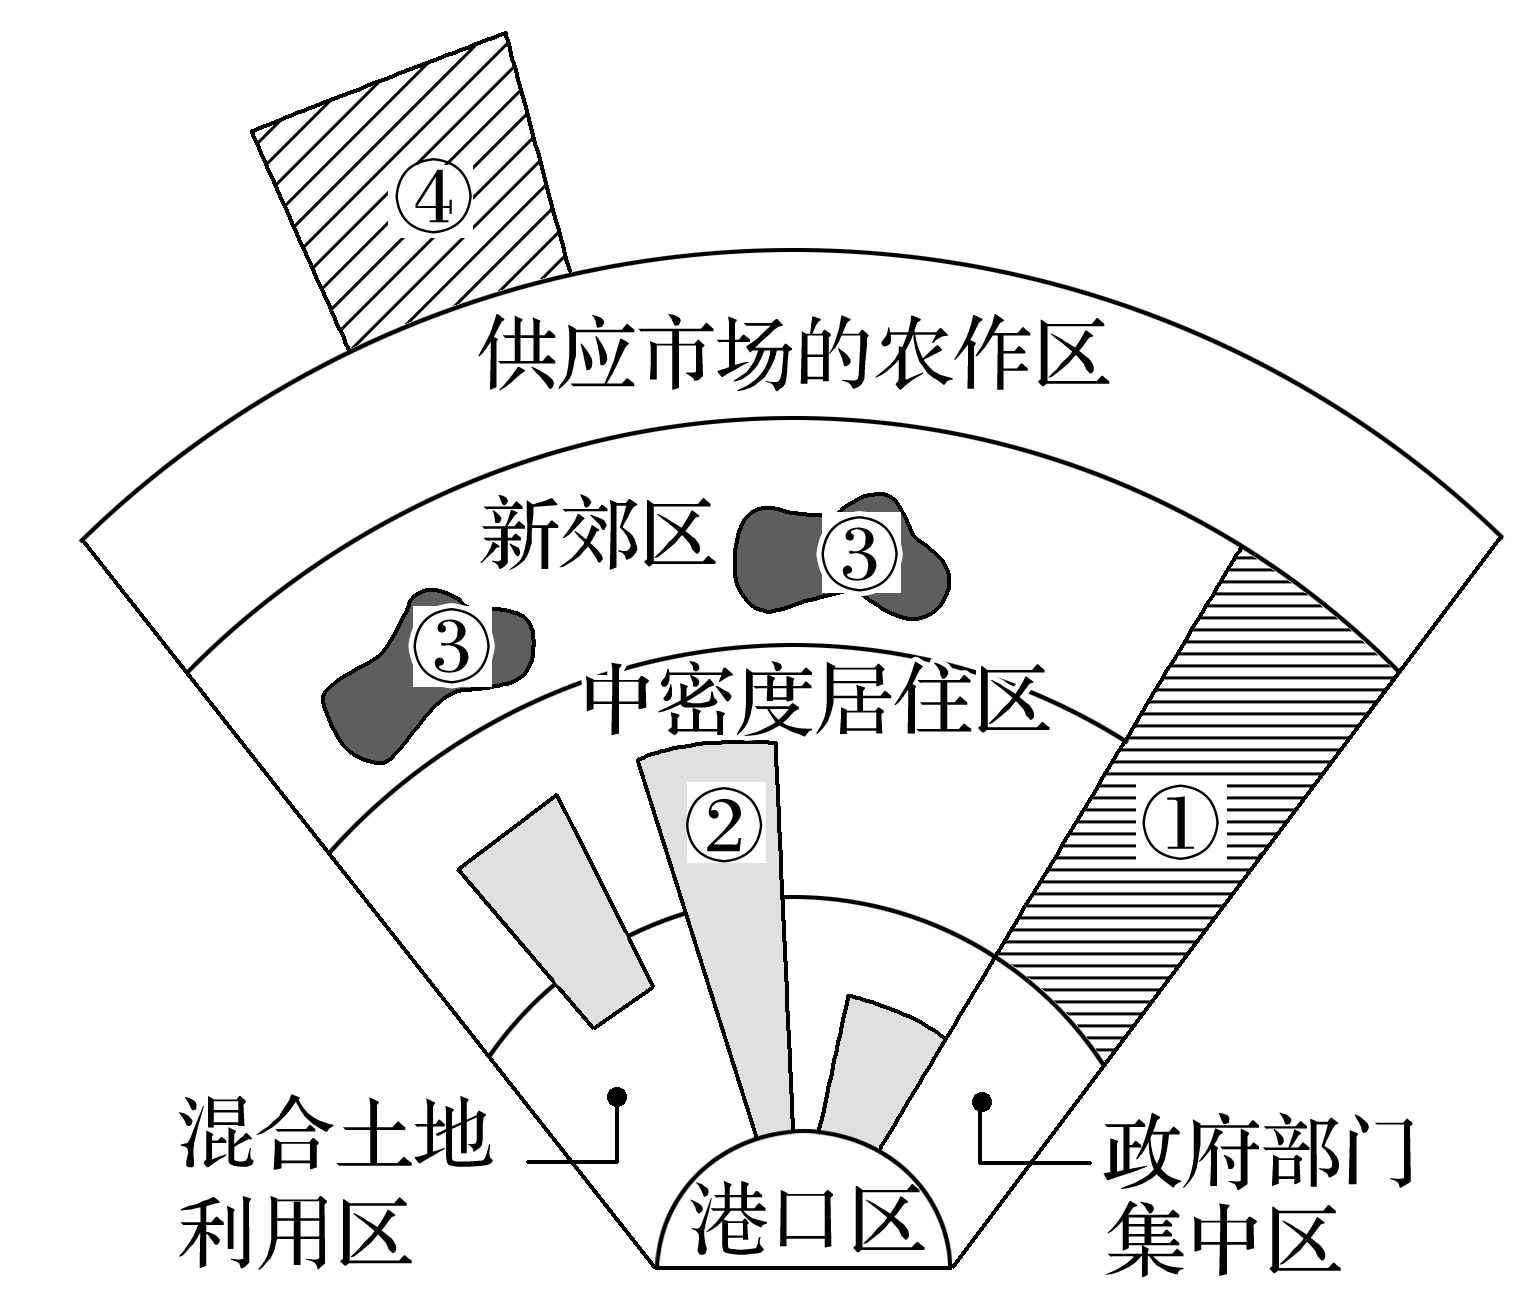 ④
供应市场的农作区
新郊区
③
③
中密度居住区
②
①
混合土地
利用区
政府部门
集中区
港口区